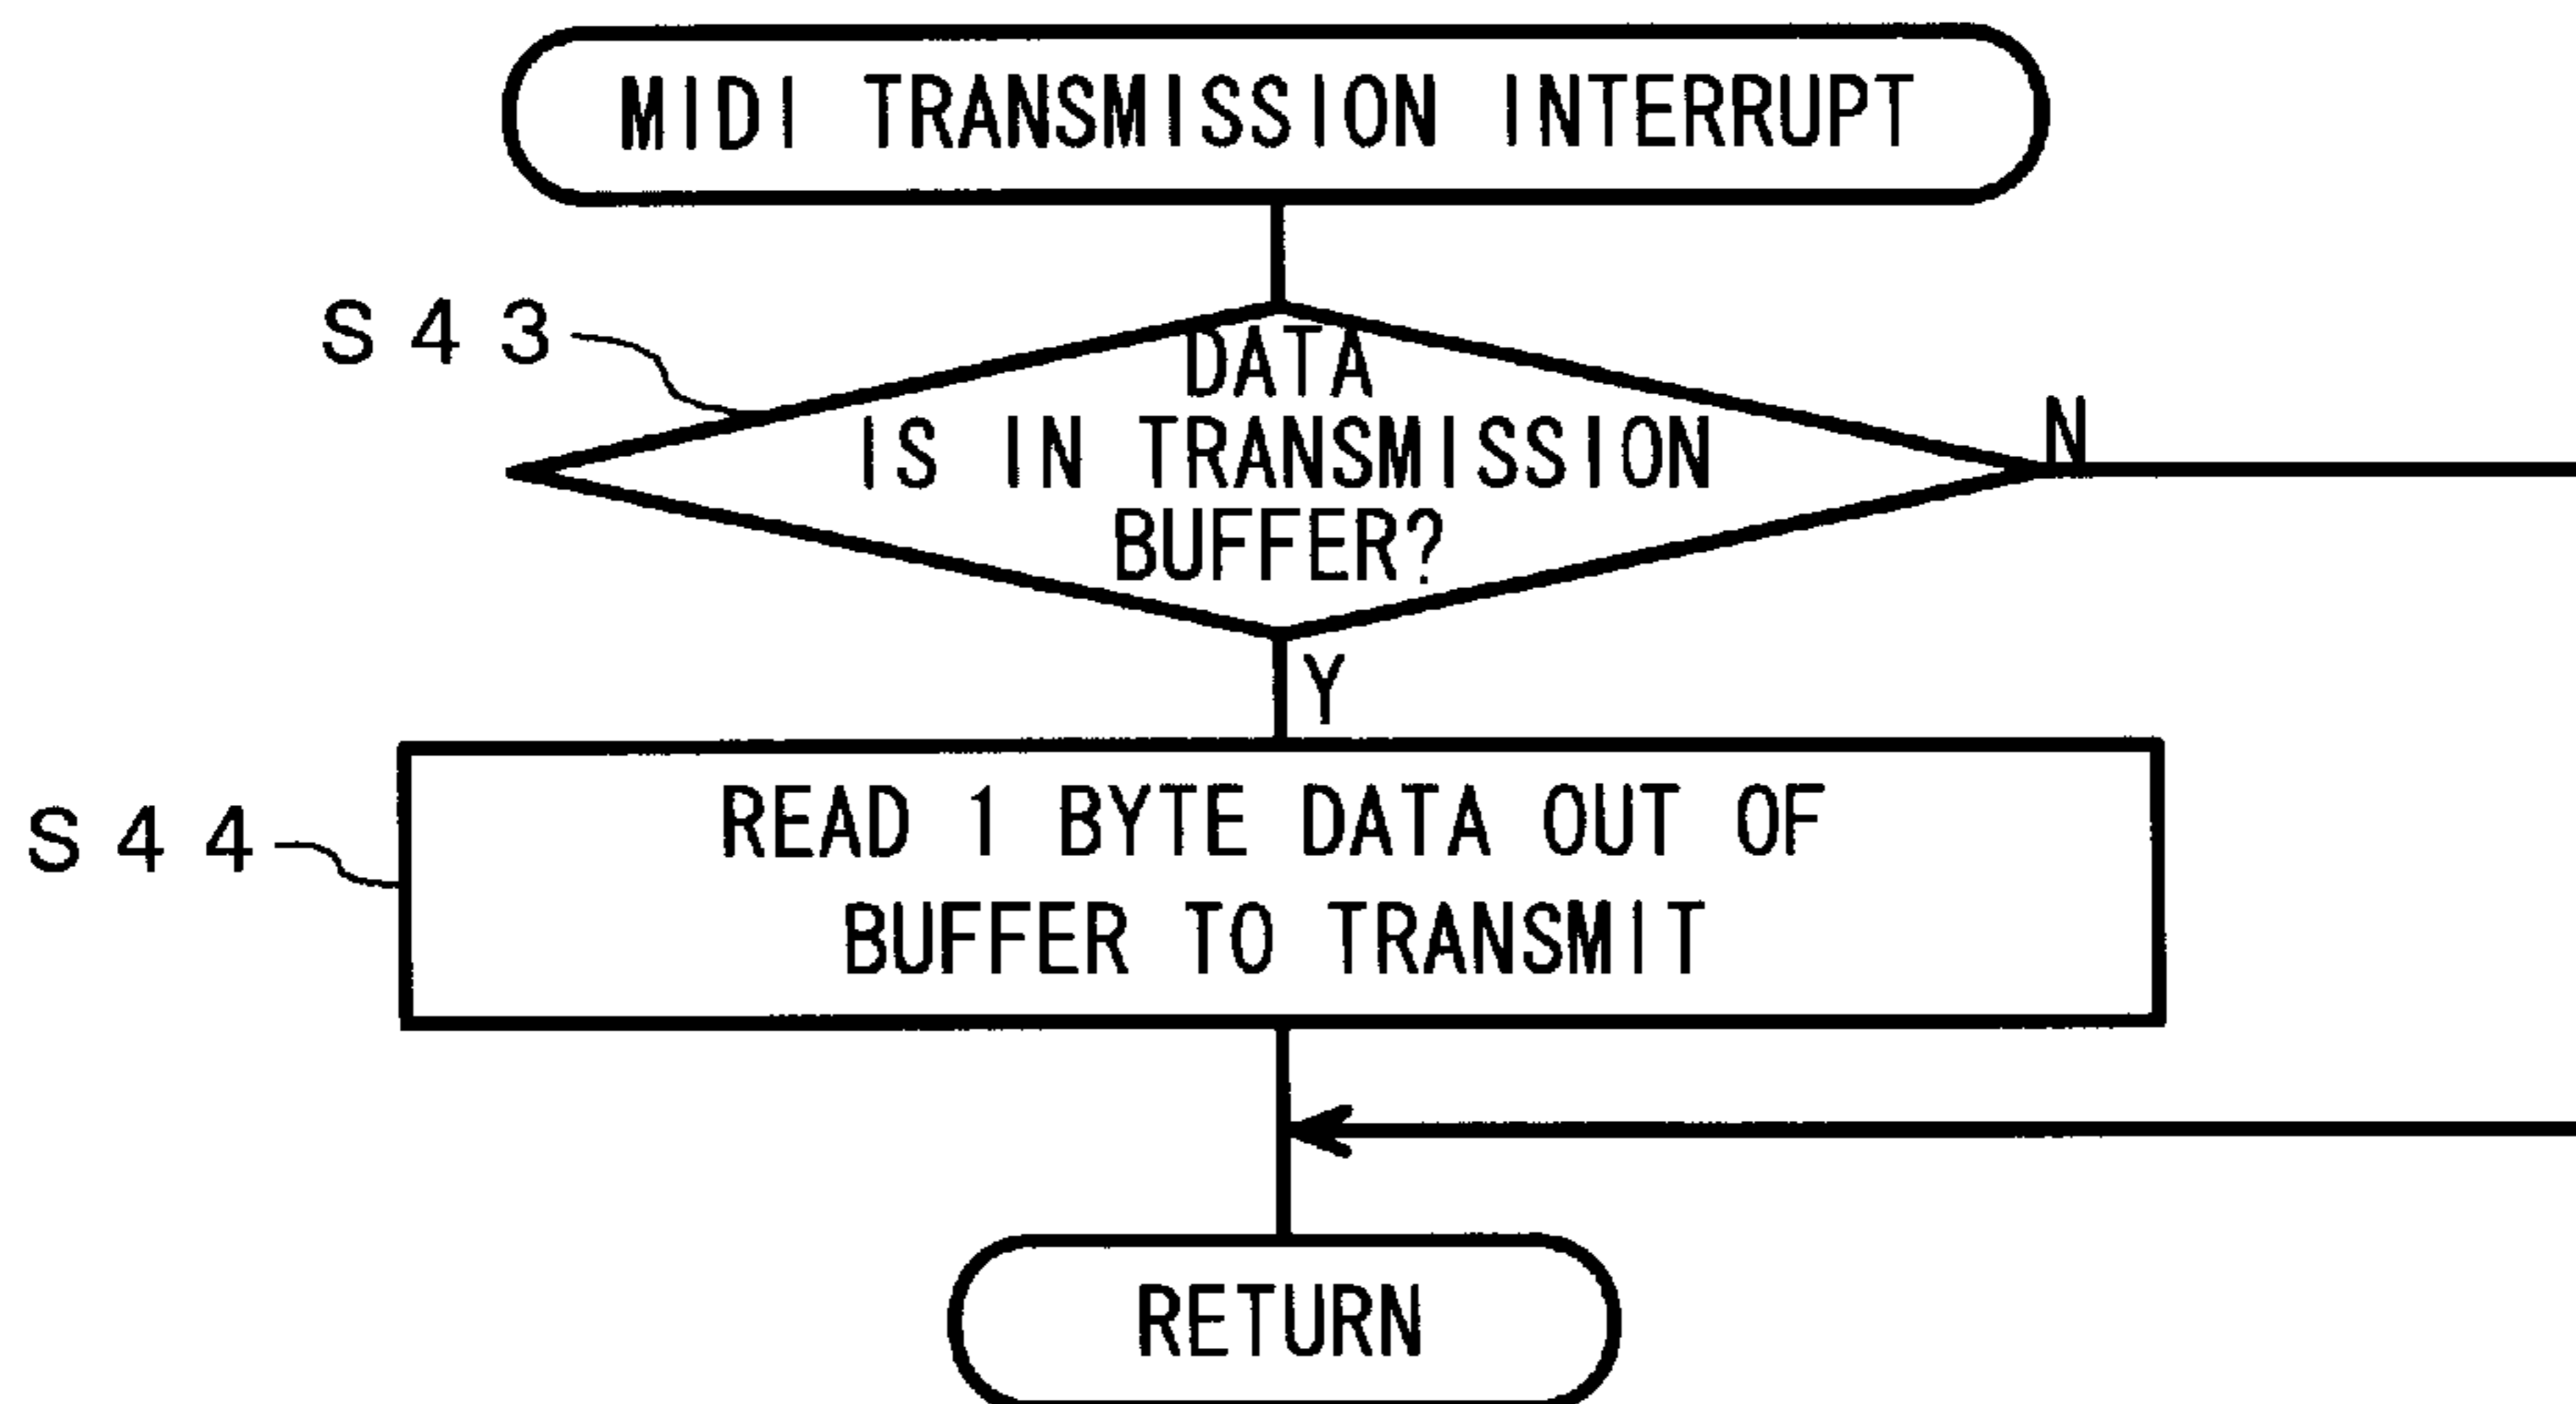 MIDI TRANSMISSION INTERRUPT
S43
DATA
IS IN TRANSMISSION
BUFFER?
N
Y
S44
READ 1 BYTE DATA OUT OF
BUFFER TO TRANSMIT
RETURN